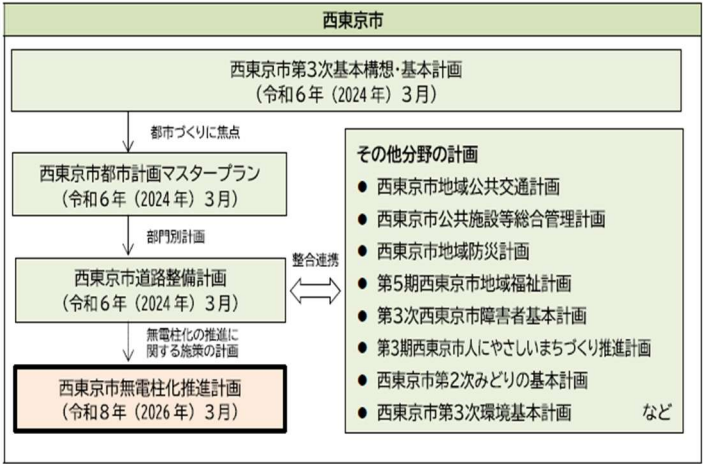 西東京市
西東京市第3次基本構想・基本計画
（令和6年（2024年）3月）
都市づくりに焦点
西東京市都市計画マスタープラン
（令和6年（2024年）3月）
部門別計画
西東京市道路整備計画
（令和6年（2024年）3月）
無電柱化の推進に
関する施策の計画
西東京市無電柱化推進計画
（令和8年（2026年）3月）
整合連携
その他分野の計画
● 西東京市地域公共交通計画
● 西東京市公共施設等総合管理計画
● 西東京市地域防災計画
● 第5期西東京市地域福祉計画
● 第3次西東京市障害者基本計画
● 第3期西東京市人にやさしいまちづくり推進計画
● 西東京市第2次みどりの基本計画
● 西東京市第3次環境基本計画 など